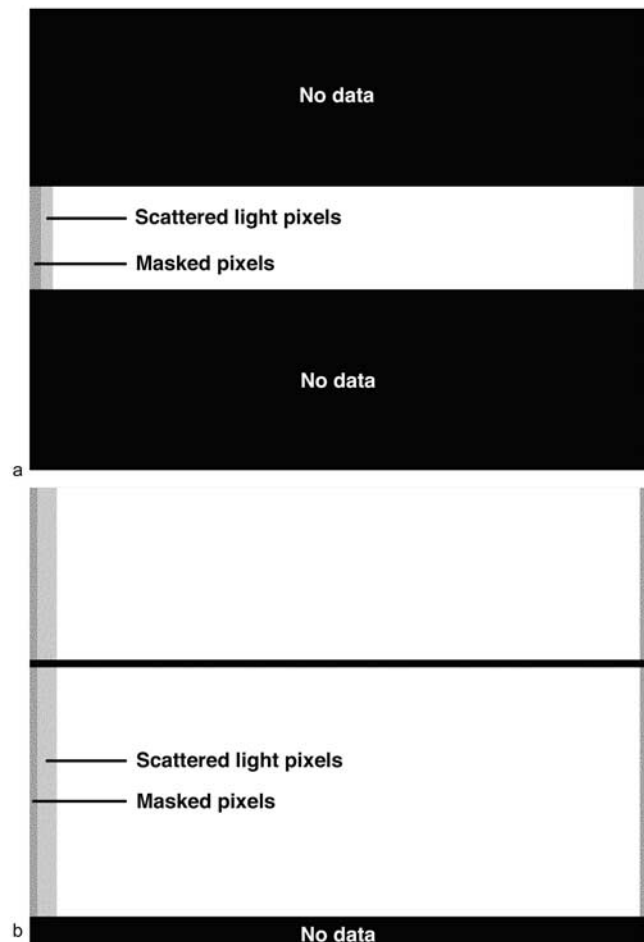 No data
Scattered light pixels
Masked pixels
No data
a
Scattered light pixels
Masked pixels
b
No data